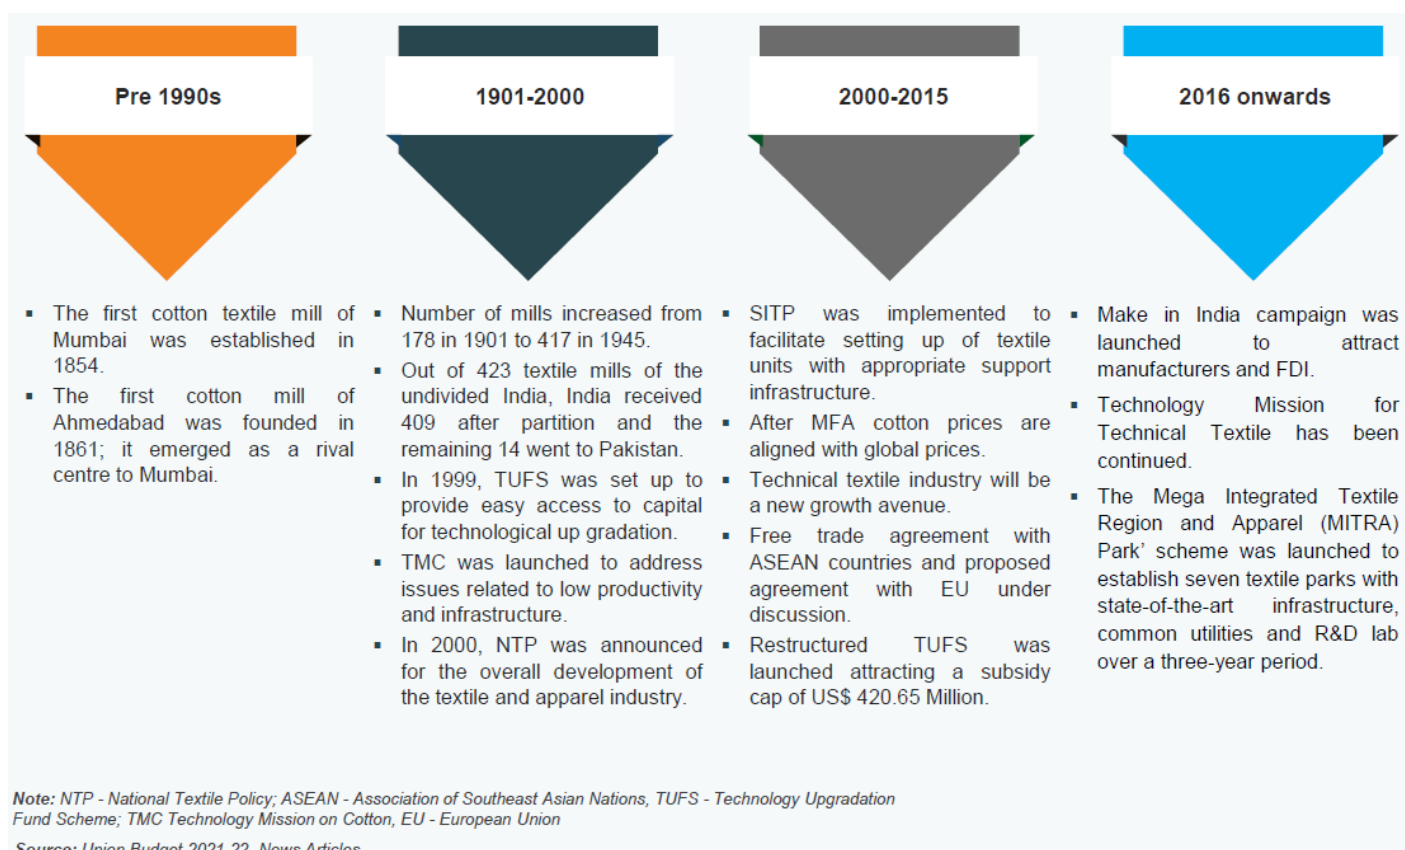 Pre 1990s
The first cotton textile mill of
Mumbai was established in
1854.
The first cotton mill of
Ahmedabad was founded in
1861; it emerged as a rival
centre to Mumbai.
1901-2000
Number of mills increased from
178 in 1901 to 417 in 1945.
Out of 423 textile mills of the
undivided India, India received
409 after partition and the
remaining 14 went to Pakistan.
In 1999, TUFS was set up to
provide easy access to capital
for technological up gradation.
TMC was launched to address
issues related to low productivity
and infrastructure.
In 2000, NTP was announced
for the overall development of
the textile and apparel industry.
2000-2015
SITP was implemented to
facilitate setting up of textile
units with appropriate support
infrastructure.
After MFA cotton prices are
aligned with global prices.
Technical textile industry will be
a new growth avenue.
Free trade agreement with
ASEAN countries and proposed
agreement with EU under
discussion.
Restructured TUFS was
launched attracting a subsidy
cap of US$ 420.65 Million.
2016 onwards
Make in India campaign was
launched to attract
manufacturers and FDI.
Technology Mission for
Technical Textile has been
continued.
The Mega Integrated Textile
Region and Apparel (MITRA)
Park’ scheme was launched to
establish seven textile parks with
state-of-the-art infrastructure,
common utilities and R&D lab
over a three-year period.
Note: NTP - National Textile Policy; ASEAN - Association of Southeast Asian Nations, TUFS - Technology Upgradation
Fund Scheme; TMC Technology Mission on Cotton, EU - European Union
Source: Union Budget 2021-22, News Articles